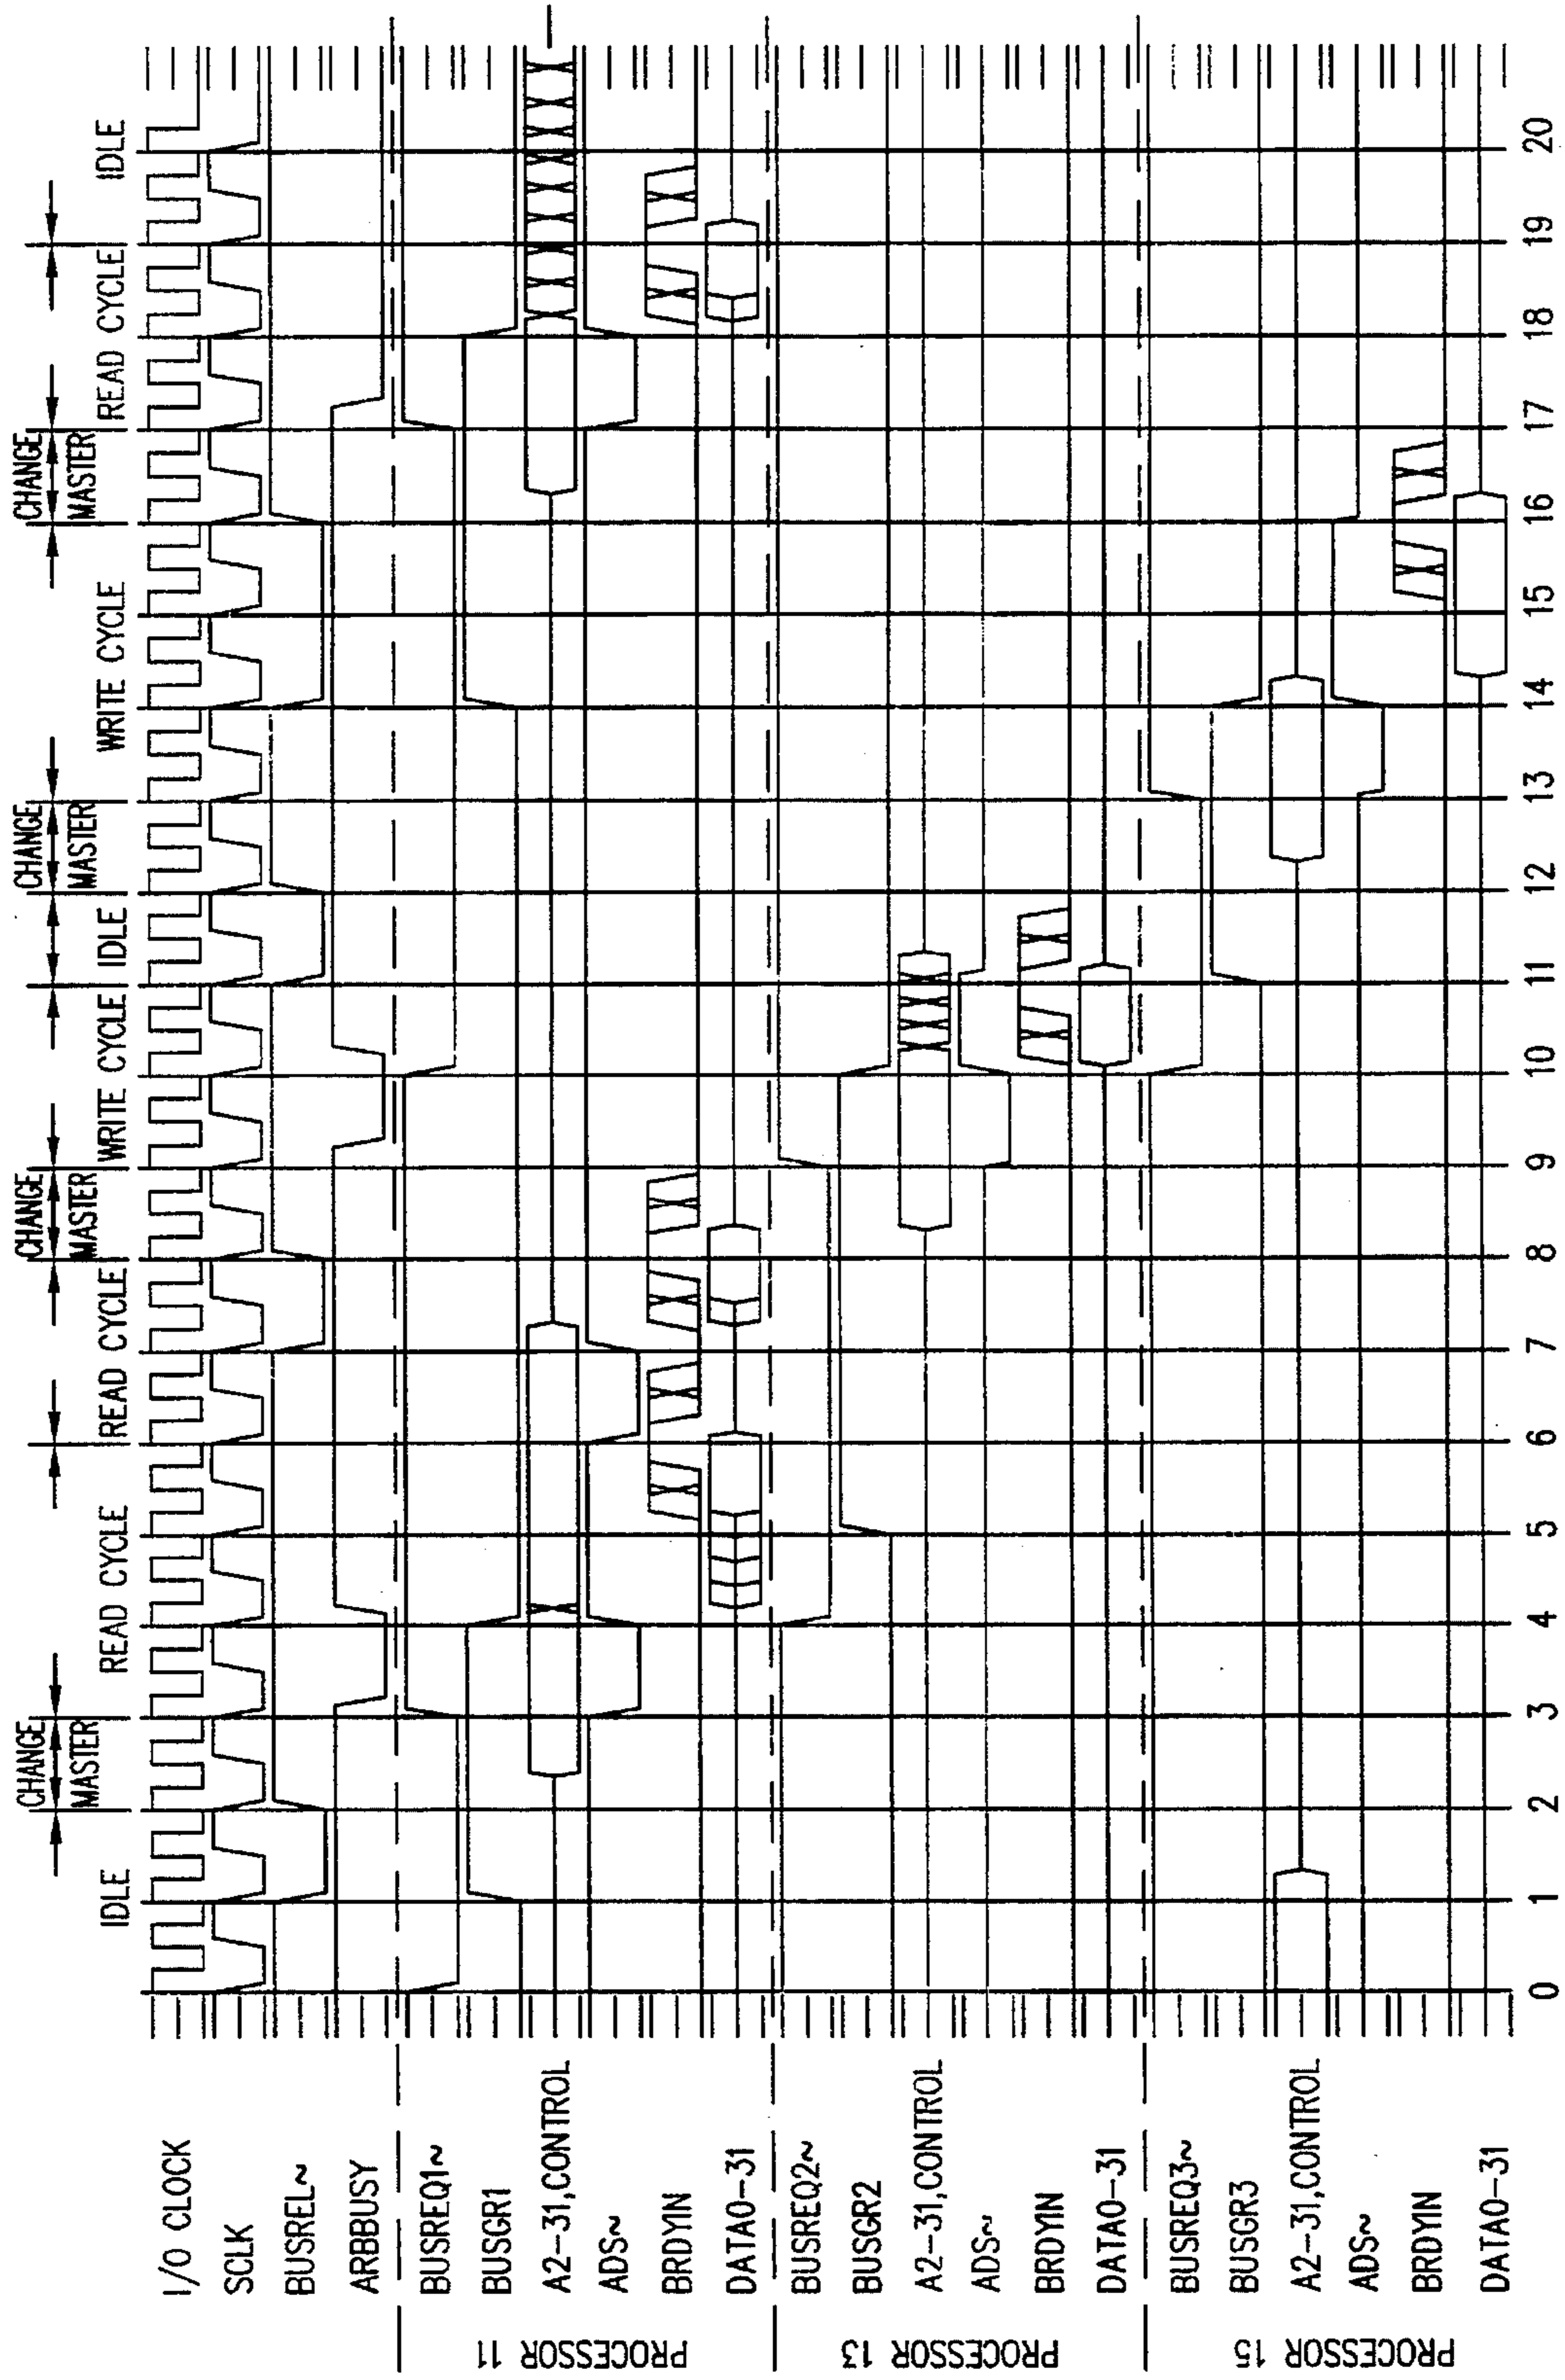 IDLE
CHANGE
MASTER
READ CYCLE
READ CYCLE
CHANGE
MASTER
WRITE CYCLE
IDLE
CHANGE
MASTER
WRITE CYCLE
CHANGE
MASTER
READ CYCLE
IDLE
I/O CLOCK
SCLK
BUSREL~
ARBBUSY
PROCESSOR 11
BUSREQ1~
BUSGR1
A2-31,CONTROL
ADS~
BRDYIN
DATA0-31
PROCESSOR 13
BUSREQ2~
BUSGR2
A2-31,CONTROL
ADS~
BRDYIN
DATA0-31
PROCESSOR 15
BUSREQ3~
BUSGR3
A2-31,CONTROL
ADS~
BRDYIN
DATA0-31
0 1 2 3 4 5 6 7 8 9 10 11 12 13 14 15 16 17 18 19 20